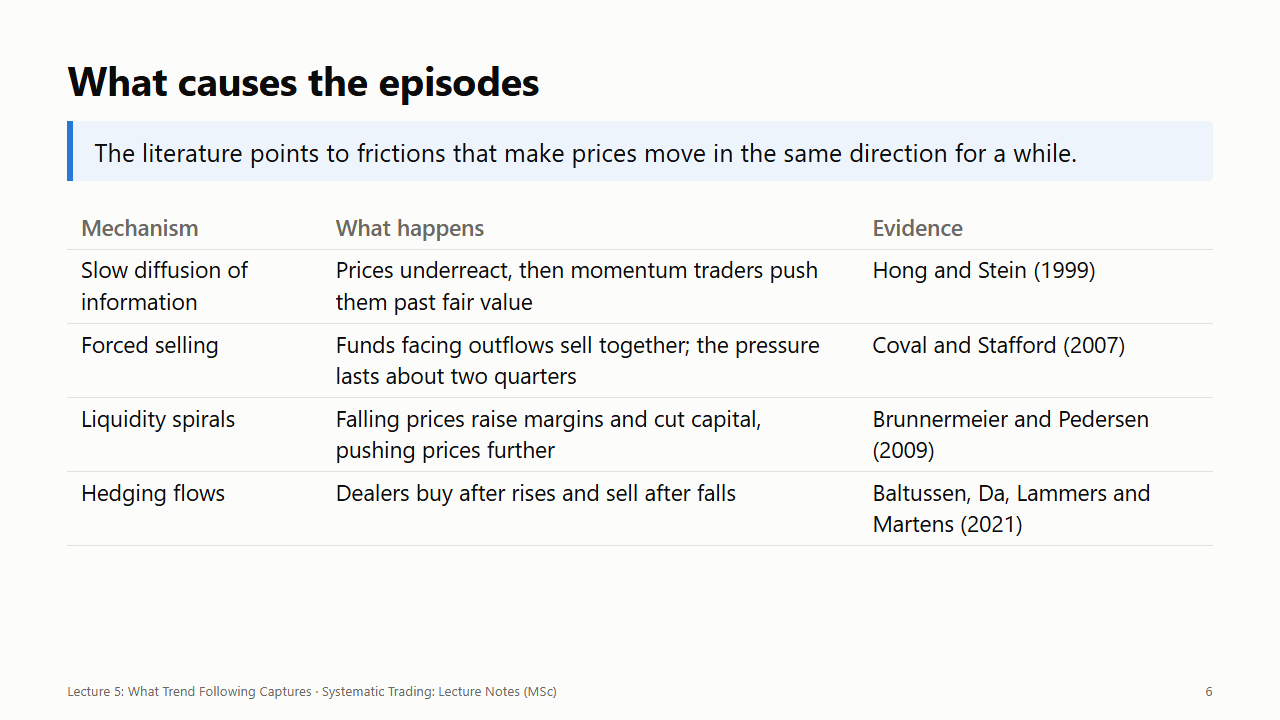 What causes the episodes
The literature points to frictions that make prices move in the same direction for a while.
Mechanism What happens Evidence
Slow diffusion of Prices underreact, then momentum traders push Hong and Stein (1999)
information them past fair value
Forced selling Funds facing outflows sell together; the pressure Coval and Stafford (2007)
lasts about two quarters
Liquidity spirals Falling prices raise margins and cut capital, Brunnermeier and Pedersen
pushing prices further (2009)
Hedging flows Dealers buy after rises and sell after falls Baltussen, Da, Lammers and
Martens (2021)
Lecture 5: What Trend Following Captures · Systematic Trading: Lecture Notes (MSc) 6